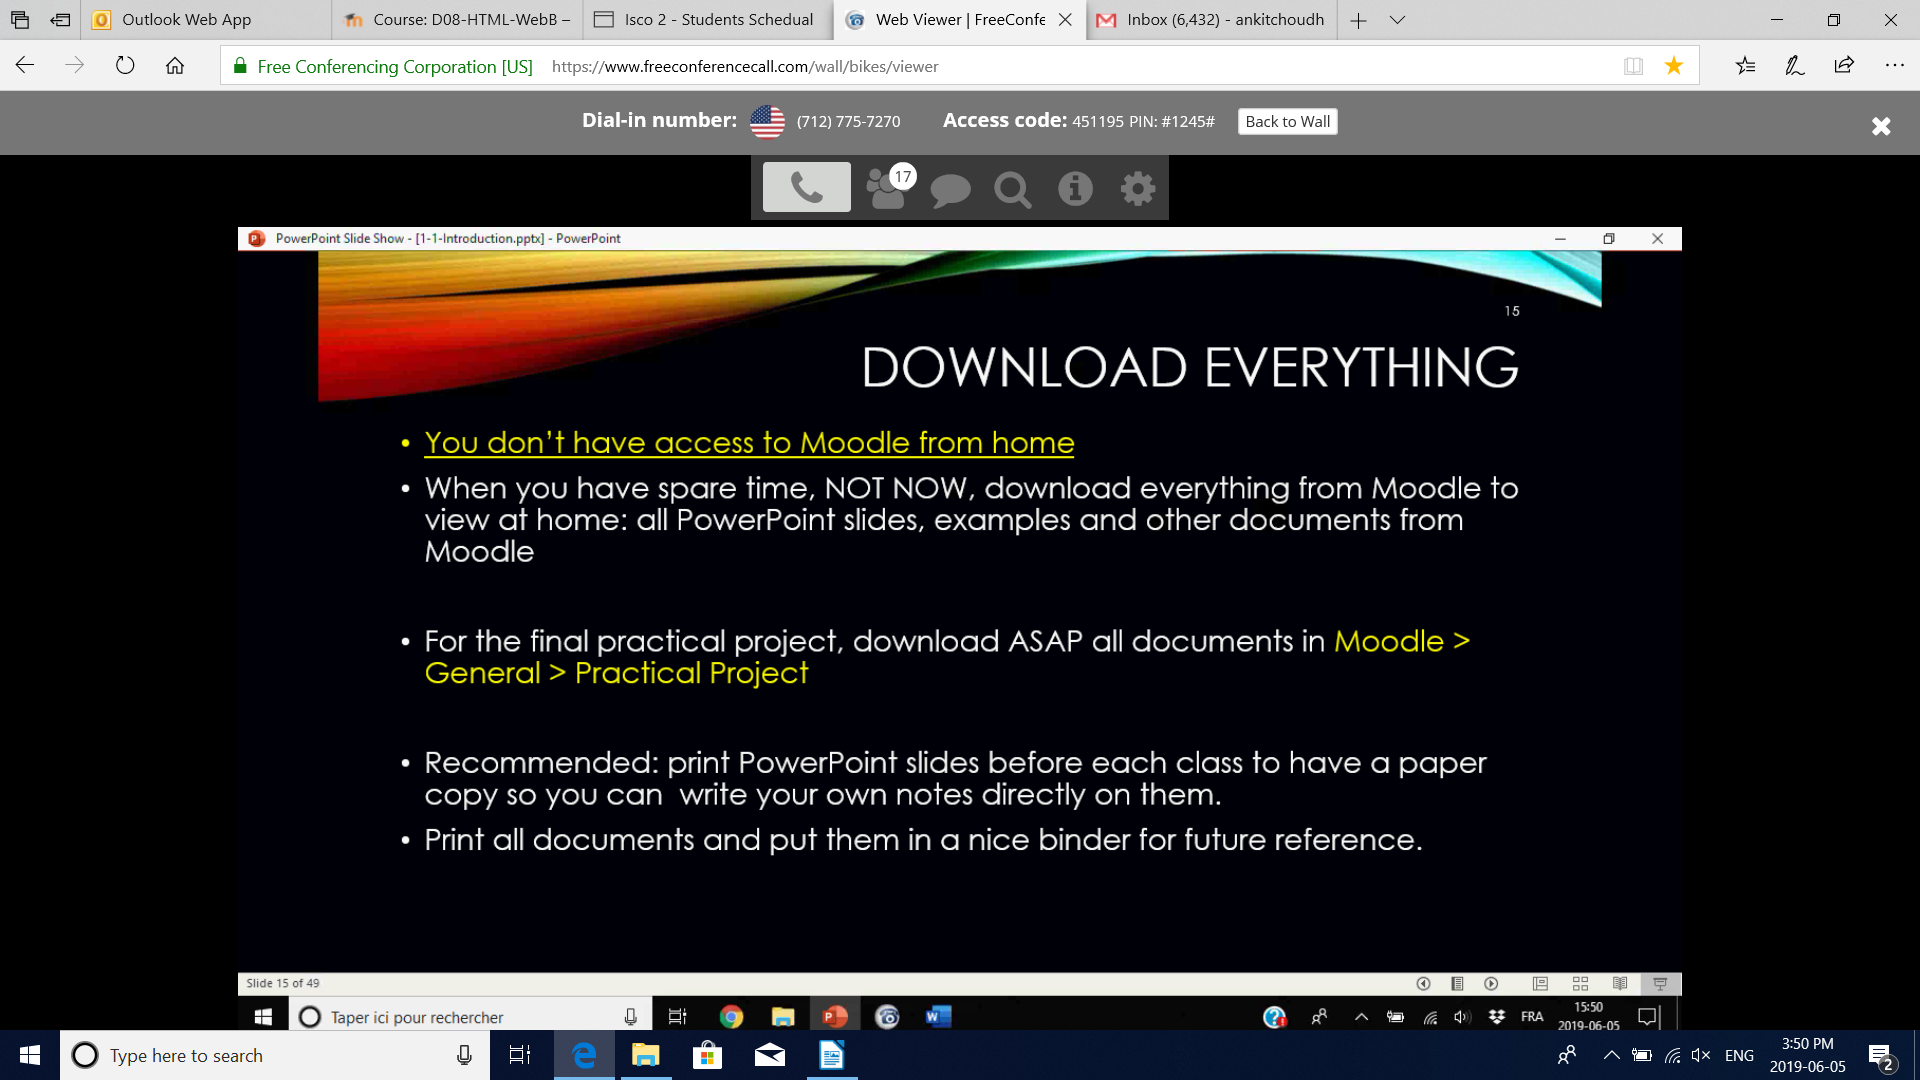 Outlook Web App
Course: D08-HTML-WebB –
Isco 2 - Students Schedual
Web Viewer | FreeConfe
Inbox (6,432) - ankitchoudh
Free Conferencing Corporation [US] https://www.freeconferencecall.com/wall/bikes/viewer
Dial-in number: (712) 775-7270 Access code: 451195 PIN: #1245# Back to Wall
17
PowerPoint Slide Show - [1-1-Introduction.pptx] - PowerPoint
15
DOWNLOAD EVERYTHING
• You don't have access to Moodle from home
• When you have spare time, NOT NOW, download everything from Moodle to
view at home: all PowerPoint slides, examples and other documents from
Moodle
• For the final practical project, download ASAP all documents in Moodle >
General > Practical Project
• Recommended: print PowerPoint slides before each class to have a paper
copy so you can write your own notes directly on them.
• Print all documents and put them in a nice binder for future reference.
Slide 15 of 49
Taper ici pour rechercher
FRA
15:50
2019-06-05
Type here to search
ENG
3:50 PM
2019-06-05
2